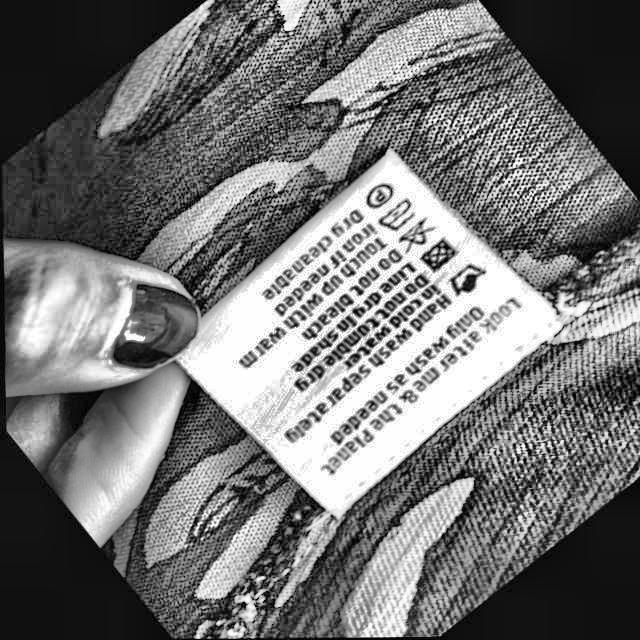 Look after me & the Planet
Only wash as needed
Hand wash separately
in cold water
Do not tumble dry
Line dry in shade
Do not bleach
Touch up with warm
iron if needed
Dry cleanable